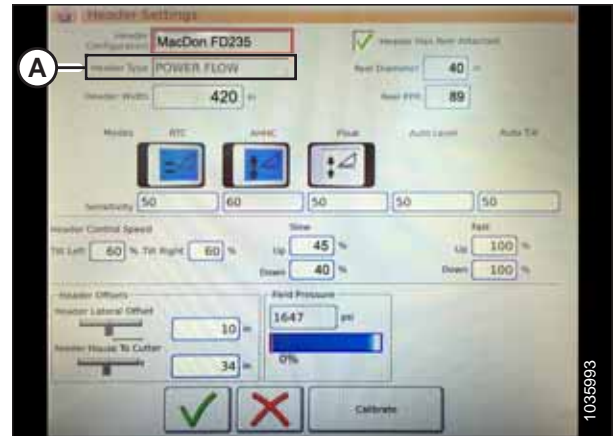 Header Settings
Header Configuration MacDon FD235
Header Has Reel Attached
A
Header Type POWER FLOW
Reel Diameter 40 in
Header Width 420 in
Reel PPR 89
Modes RTC AHHC Float Auto Level Auto Tilt
Sensitivity 50 60 50 50 50
Header Control Speed
Slow Fast
Tilt Left 60 % Tilt Right 60 % Up 45 % Up 100 %
Down 40 % Down 100 %
Header Offsets Field Pressure
Header Lateral Offset 1647 psi
10 in
Feeder House To Cutter
34 in 0%
Calibrate
1035993